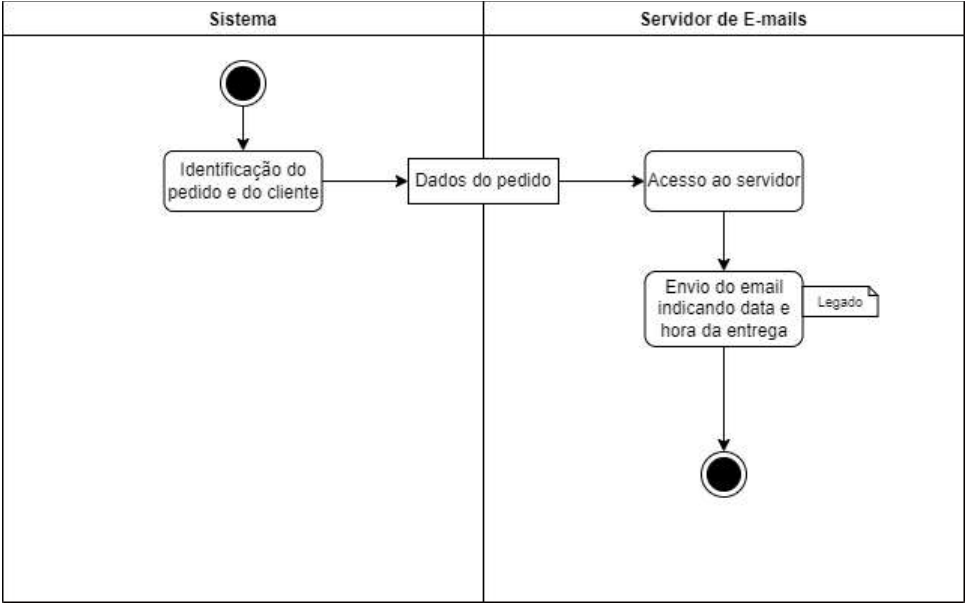 Sistema
Servidor de E-mails
Identificação do
pedido e do cliente
Dados do pedido
Acesso ao servidor
Envio do email
indicando data e
hora da entrega
Legado